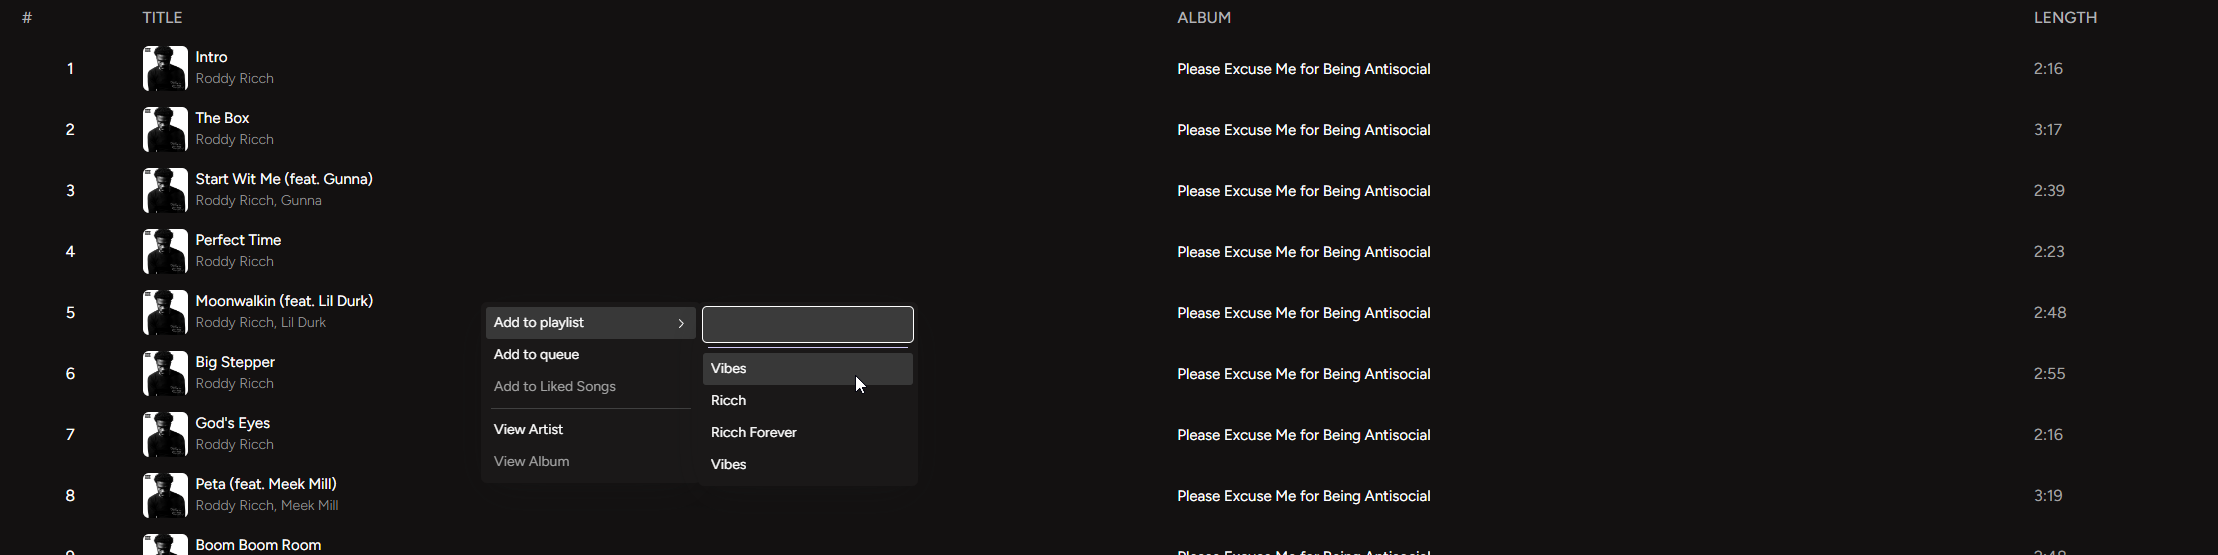 # TITLE ALBUM LENGTH
1 Intro Please Excuse Me for Being Antisocial 2:16
Roddy Ricch
2 The Box Please Excuse Me for Being Antisocial 3:17
Roddy Ricch
3 Start Wit Me (feat. Gunna) Please Excuse Me for Being Antisocial 2:39
Roddy Ricch, Gunna
4 Perfect Time Please Excuse Me for Being Antisocial 2:23
Roddy Ricch
5 Moonwalkin (feat. Lil Durk) Please Excuse Me for Being Antisocial 2:48
Roddy Ricch, Lil Durk
6 Big Stepper Please Excuse Me for Being Antisocial 2:55
Roddy Ricch
7 God's Eyes Please Excuse Me for Being Antisocial 2:16
Roddy Ricch
8 Peta (feat. Meek Mill) Please Excuse Me for Being Antisocial 3:19
Roddy Ricch, Meek Mill
Boom Boom Room Please Excuse Me for Being Antisocial
Add to playlist
Add to queue
Add to Liked Songs
View Artist
View Album
Vibes
Ricch
Ricch Forever
Vibes